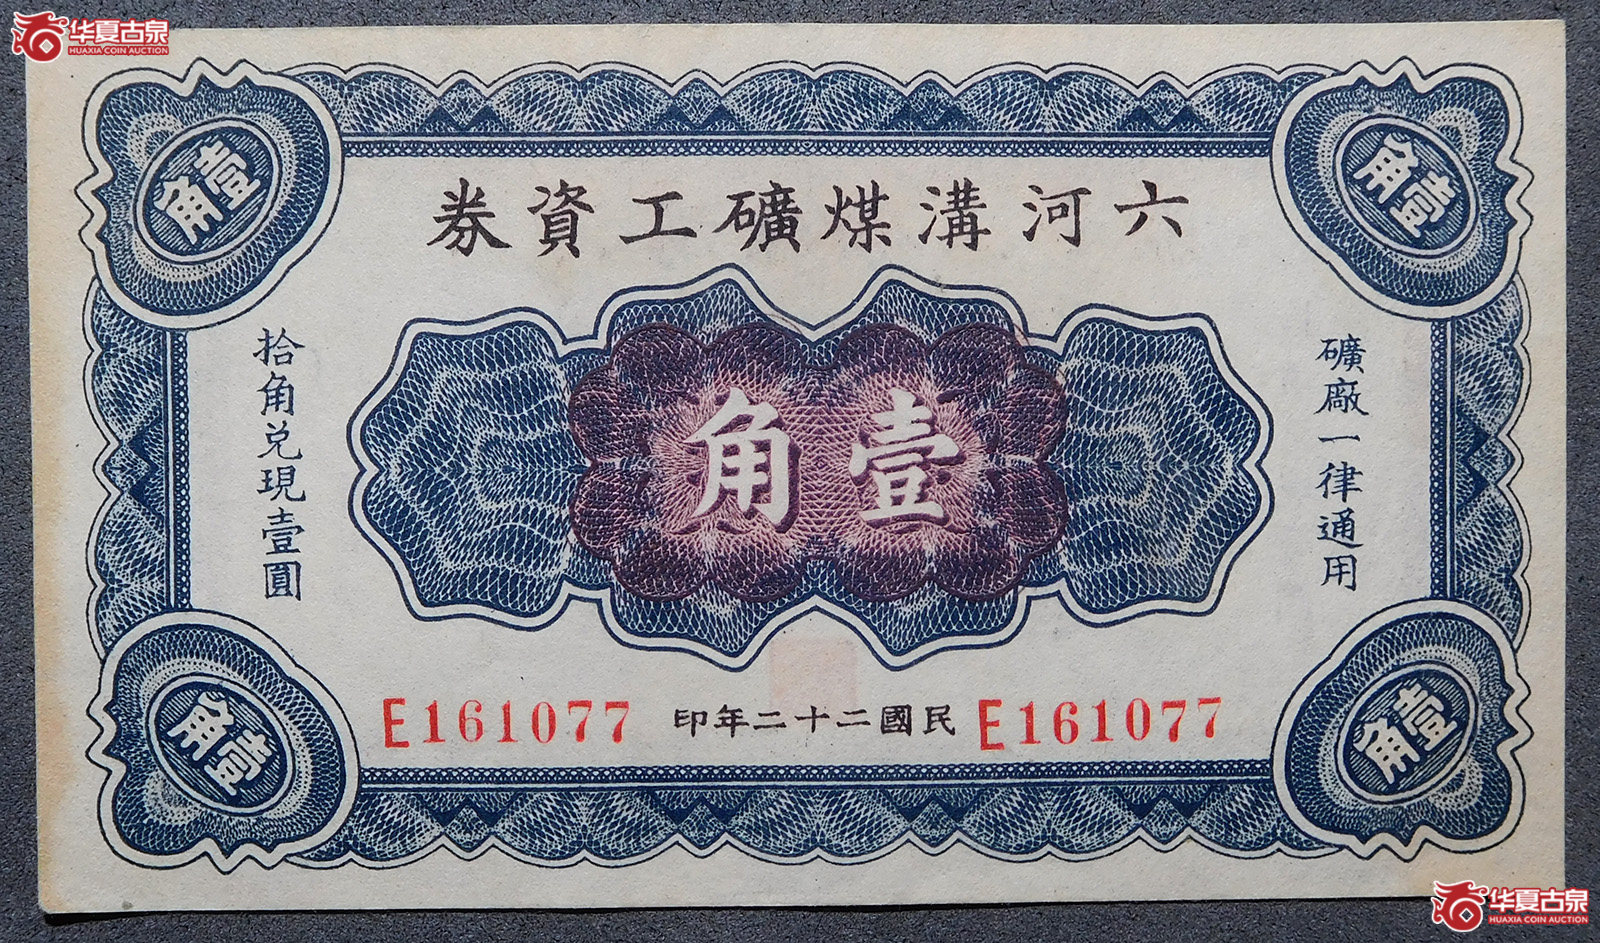 华夏古泉
HUAXIA COIN AUCTION
壹角
壹角
六河溝煤礦工資券
礦廠一律通用
壹角
拾角兑現壹圓
E161077
民國二十二年印
E161077
壹角
壹角
华夏古泉
HUAXIA COIN AUCTION